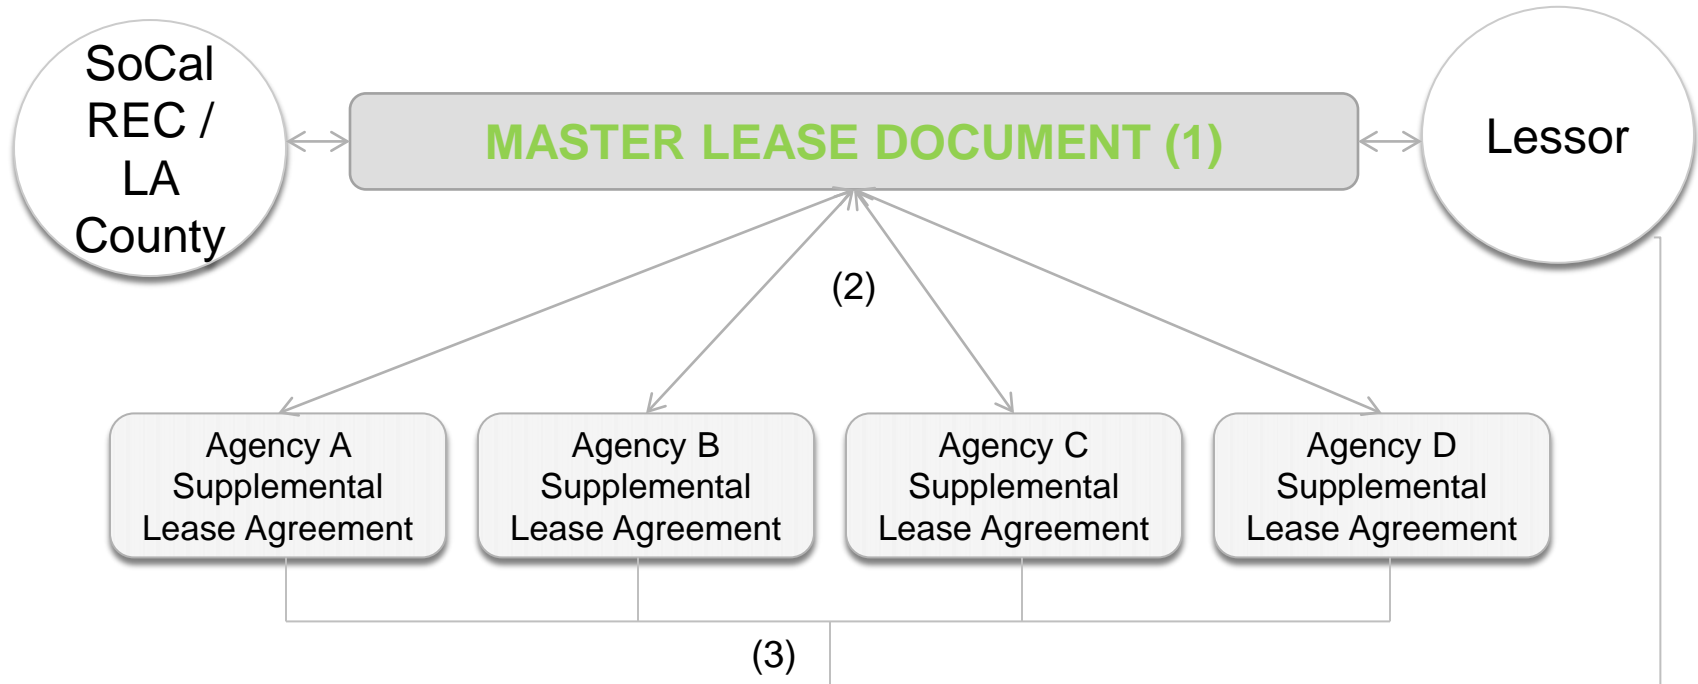 SoCal
REC /
LA
County
MASTER LEASE DOCUMENT (1)
Lessor
(2)
Agency A
Supplemental
Lease Agreement
Agency B
Supplemental
Lease Agreement
Agency C
Supplemental
Lease Agreement
Agency D
Supplemental
Lease Agreement
(3)